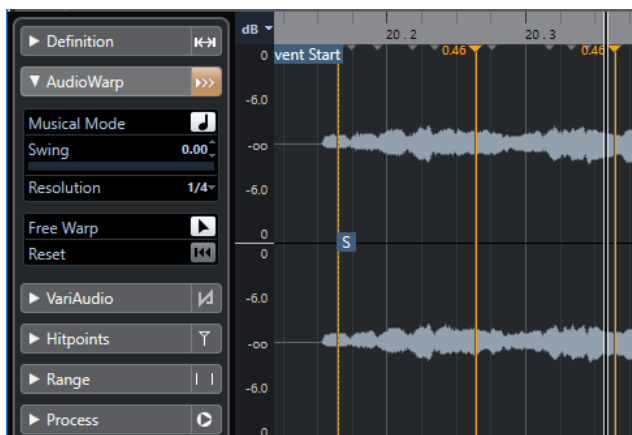 Definition
AudioWarp
Musical Mode
Swing 0.00
Resolution 1/4
Free Warp
Reset
VariAudio
Hitpoints
Range
Process
dB
20.2 20.3
vent Start 0.46 0.46
0
-6.0
-oo
-6.0
0
S
0
-6.0
-oo
-6.0
0